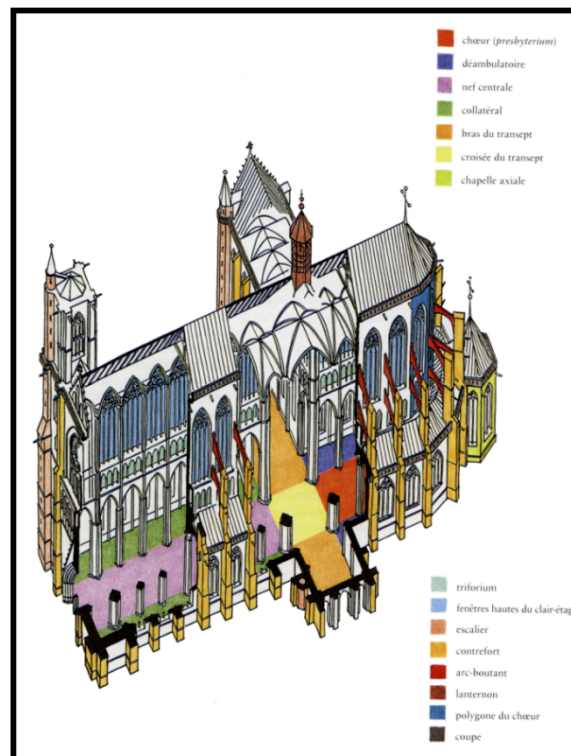 chœur (presbyterium)
déambulatoire
nef centrale
collatéral
bras du transept
croisée du transept
chapelle axiale
triforium
fenêtres hautes du clair-étag
escalier
contrefort
arc-boutant
lanternon
polygone du chœur
coupe